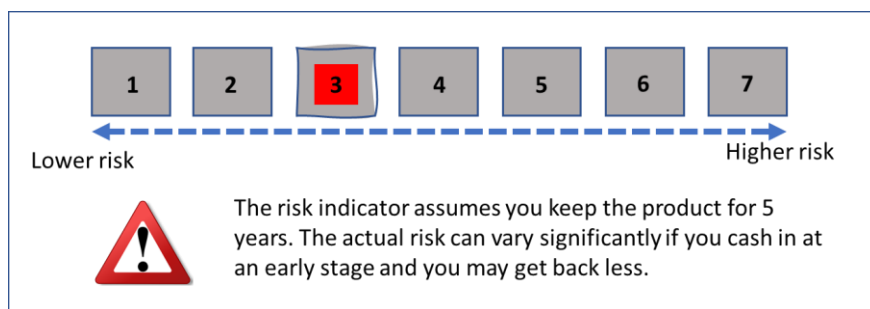 1 2 3 4 5 6 7
Lower risk Higher risk
The risk indicator assumes you keep the product for 5
years. The actual risk can vary significantly if you cash in at
an early stage and you may get back less.